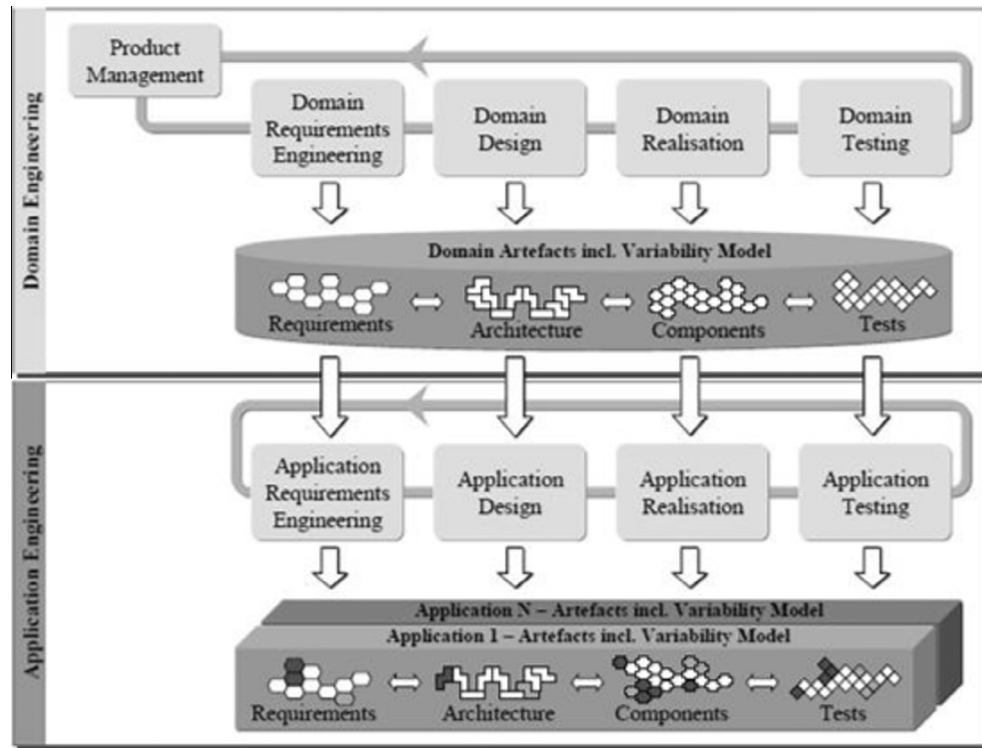 Domain Engineering
Product
Management
Domain
Requirements
Engineering
Domain
Design
Domain
Realisation
Domain
Testing
Domain Artefacts incl. Variability Model
Requirements
Architecture
Components
Tests
Application Engineering
Application
Requirements
Engineering
Application
Design
Application
Realisation
Application
Testing
Application N – Artefacts incl. Variability Model
Application 1 – Artefacts incl. Variability Model
Requirements
Architecture
Components
Tests